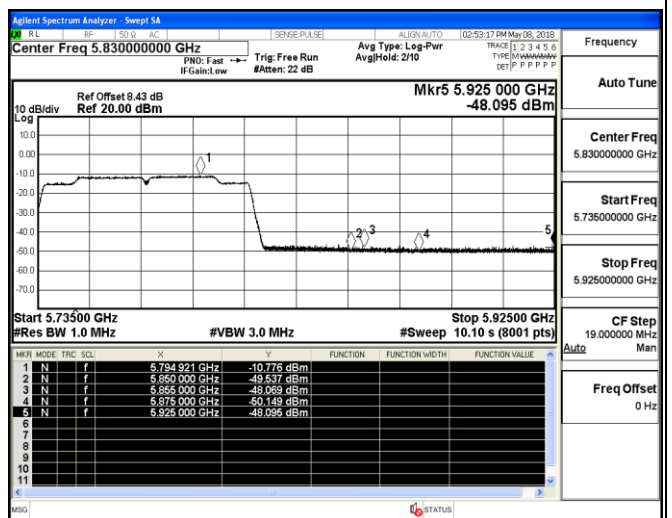 Agilent Spectrum Analyzer - Swept SA
RL RF 50 Ω AC SENSE:PULSE ALIGNAUTO 02:53:17 PM May 08, 2018
Center Freq 5.830000000 GHz
PNO: Fast
IFGain:Low
Trig: Free Run
#Atten: 22 dB
Avg Type: Log-Pwr
Avg|Hold: 2/10
TRACE 1 2 3 4 5 6
TYPE M
DET P P P P P P
Frequency
Auto Tune
Center Freq
5.830000000 GHz
Start Freq
5.735000000 GHz
Stop Freq
5.925000000 GHz
CF Step
19.000000 MHz
Auto Man
Freq Offset
0 Hz
Mkr5 5.925 000 GHz
-48.095 dBm
Ref Offset 8.43 dB
10 dB/div Ref 20.00 dBm
Log
10.0
0.00
-10.0
-20.0
-30.0
-40.0
-50.0
-60.0
-70.0
1
2 3
4
5
Start 5.73500 GHz Stop 5.92500 GHz
#Res BW 1.0 MHz #VBW 3.0 MHz #Sweep 10.10 s (8001 pts)
MKR MODE TRC SCL X Y FUNCTION FUNCTION WIDTH FUNCTION VALUE
1 N f 5.794 921 GHz -10.776 dBm
2 N f 5.850 000 GHz -49.537 dBm
3 N f 5.855 000 GHz -48.069 dBm
4 N f 5.875 000 GHz -50.149 dBm
5 N f 5.925 000 GHz -48.095 dBm
6
7
8
9
10
11
MSG STATUS